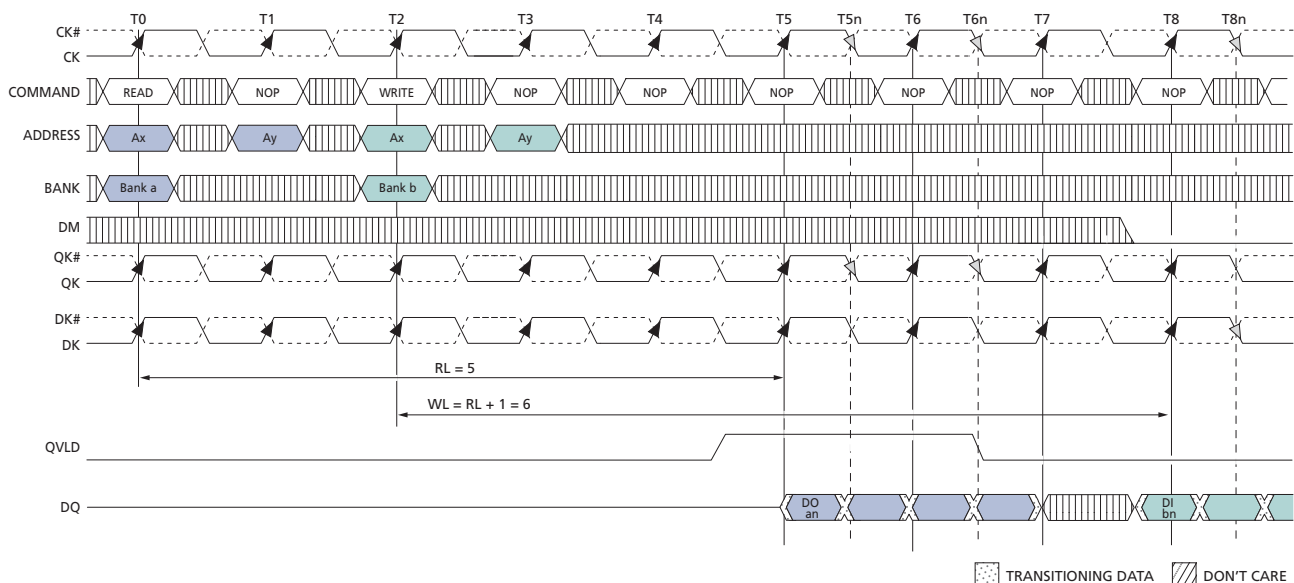 T0 T1 T2 T3 T4 T5 T5n T6 T6n T7 T8 T8n
CK#
CK
COMMAND READ NOP WRITE NOP NOP NOP NOP NOP NOP
ADDRESS Ax Ay Ax Ay
BANK Bank a Bank b
DM
QK#
QK
DK#
DK
RL = 5
WL = RL + 1 = 6
QVLD
DQ DO an DI bn
TRANSITIONING DATA DON'T CARE